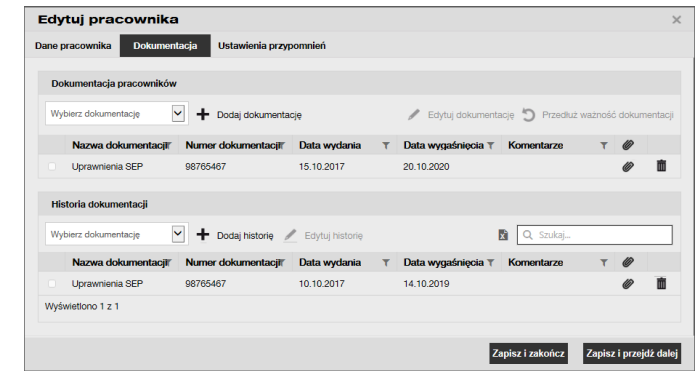 Edytuj pracownika
Dane pracownika Dokumentacja Ustawienia przypomnień
Dokumentacja pracowników
Wybierz dokumentację Dodaj dokumentację Edytuj dokumentację Przedłuż ważność dokumentacji
Nazwa dokumentacji Numer dokumentacji Data wydania Data wygaśnięcia Komentarze
Uprawnienia SEP 98765467 15.10.2017 20.10.2020
Historia dokumentacji
Wybierz dokumentację Dodaj historię Edytuj historię Szukaj...
Nazwa dokumentacji Numer dokumentacji Data wydania Data wygaśnięcia Komentarze
Uprawnienia SEP 98765467 10.10.2017 14.10.2019
Wyświetlono 1 z 1
Zapisz i zakończ Zapisz i przejdź dalej